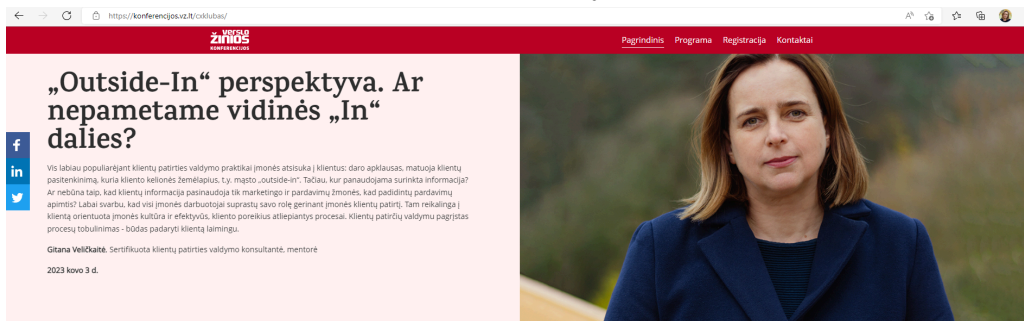 https://konferencijos.vz.lt/cxklubas/
verslo
žinios
KONFERENCIJOS
Pagrindinis Programa Registracija Kontaktai
„Outside-In“ perspektyva. Ar
nepametame vidinės „In“
dalies?
Vis labiau populiarėjant klientų patirties valdymo praktikai įmonės atsisuka į klientus: daro apklausas, matuoja klientų
pasitenkinimą, kuria kliento kelionės žemėlapius, t.y. mąsto „outside-in“. Tačiau, kur panaudojama surinkta informacija?
Ar nebūna taip, kad klientų informacija pasinaudoja tik marketingo ir pardavimų žmonės, kad padidintų pardavimų
apimtis? Labai svarbu, kad visi įmonės darbuotojai suprastų savo rolę gerinant įmonės klientų patirtį. Tam reikalinga į
klientą orientuota įmonės kultūra ir efektyvūs, kliento poreikius atliepiantys procesai. Klientų patirčių valdymu pagrįstas
procesų tobulinimas - būdas padaryti klientą laimingu.
Gitana Veličkaitė. Sertifikuota klientų patirties valdymo konsultantė, mentorė
2023 kovo 3 d.